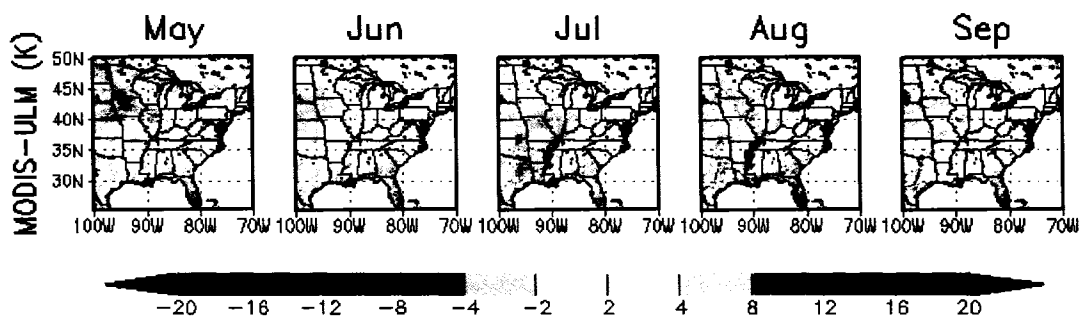 May Jun Jul Aug Sep
MODIS-ULM (K)
50N
45N
40N
35N
30N
100W 90W 80W 70W 100W 90W 80W 70W 100W 90W 80W 70W 100W 90W 80W 70W 100W 90W 80W 70W
-20 -16 -12 -8 -4 -2 2 4 8 12 16 20